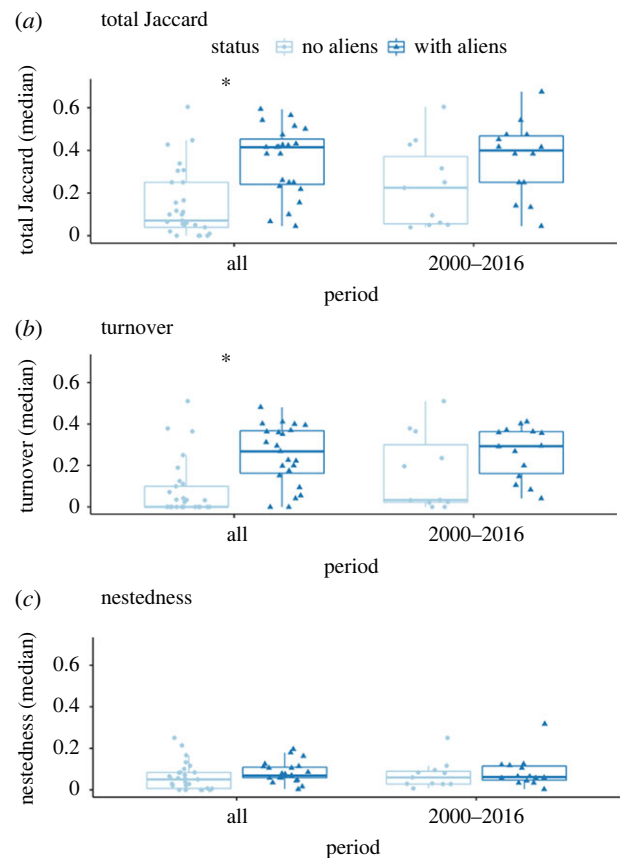 (a) total Jaccard
status no aliens with aliens
*
total Jaccard (median)
0.6
0.4
0.2
0
all 2000–2016
period
(b) turnover
*
turnover (median)
0.6
0.4
0.2
0
all 2000–2016
period
(c) nestedness
nestedness (median)
0.6
0.4
0.2
0
all 2000–2016
period